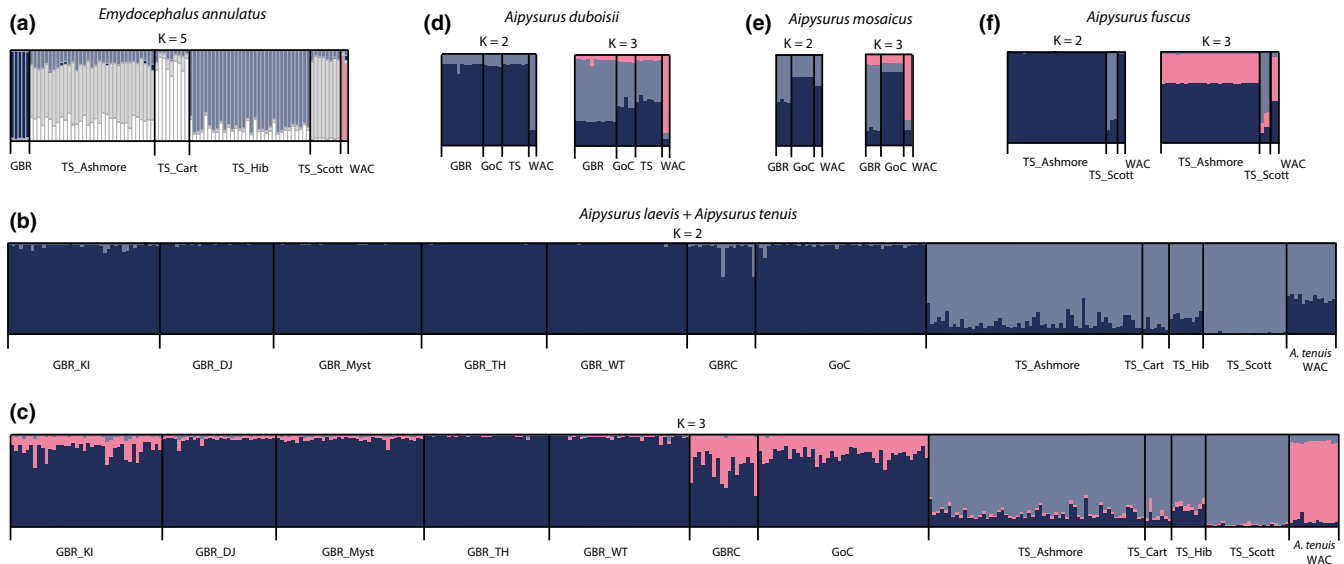 (a) Emydocephalus annulatus
K = 5
GBR TS_Ashmore TS_Cart TS_Hib TS_Scott WAC
(d) Aipysurus duboisii
K = 2 K = 3
GBR GoC TS WAC GBR GoC TS WAC
(e) Aipysurus mosaicus
K = 2 K = 3
GBR GoC WAC GBR GoC WAC
(f) Aipysurus fuscus
K = 2 K = 3
TS_Ashmore WAC TS_Ashmore WAC
TS_Scott TS_Scott
(b) Aipysurus laevis + Aipysurus tenuis
K = 2
GBR_KI GBR_DJ GBR_Myst GBR_TH GBR_WT GBRC GoC TS_Ashmore TS_Cart TS_Hib TS_Scott A. tenuis
WAC
(c) K = 3
GBR_KI GBR_DJ GBR_Myst GBR_TH GBR_WT GBRC GoC TS_Ashmore TS_Cart TS_Hib TS_Scott A. tenuis
WAC